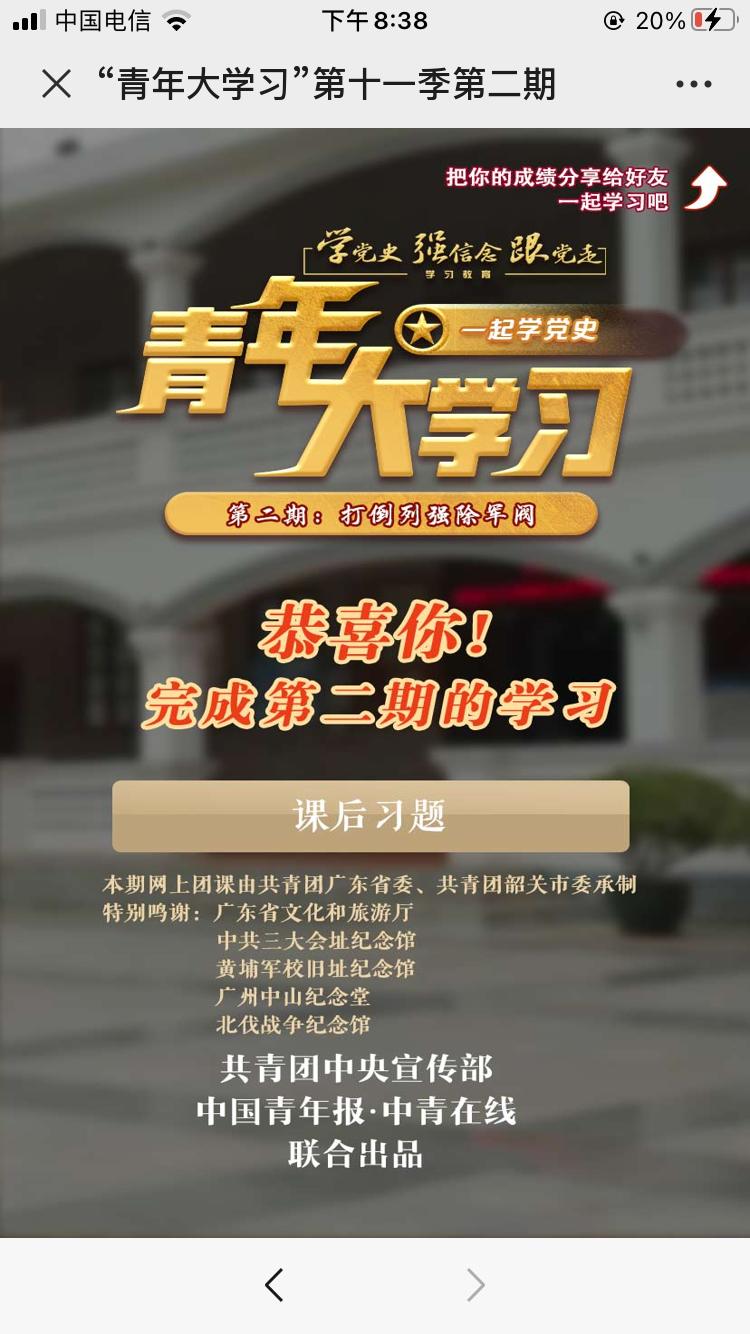 中国电信 下午8:38 20%
“青年大学习”第十一季第二期
把你的成绩分享给好友
一起学习吧
学党史 强信念 跟党走
学习教育
青年大学习
一起学党史
第二期：打倒列强除军阀
恭喜你!
完成第二期的学习
课后习题
本期网上团课由共青团广东省委、共青团韶关市委承制
特别鸣谢：广东省文化和旅游厅
中共三大会址纪念馆
黄埔军校旧址纪念馆
广州中山纪念堂
北伐战争纪念馆
共青团中央宣传部
中国青年报·中青在线
联合出品